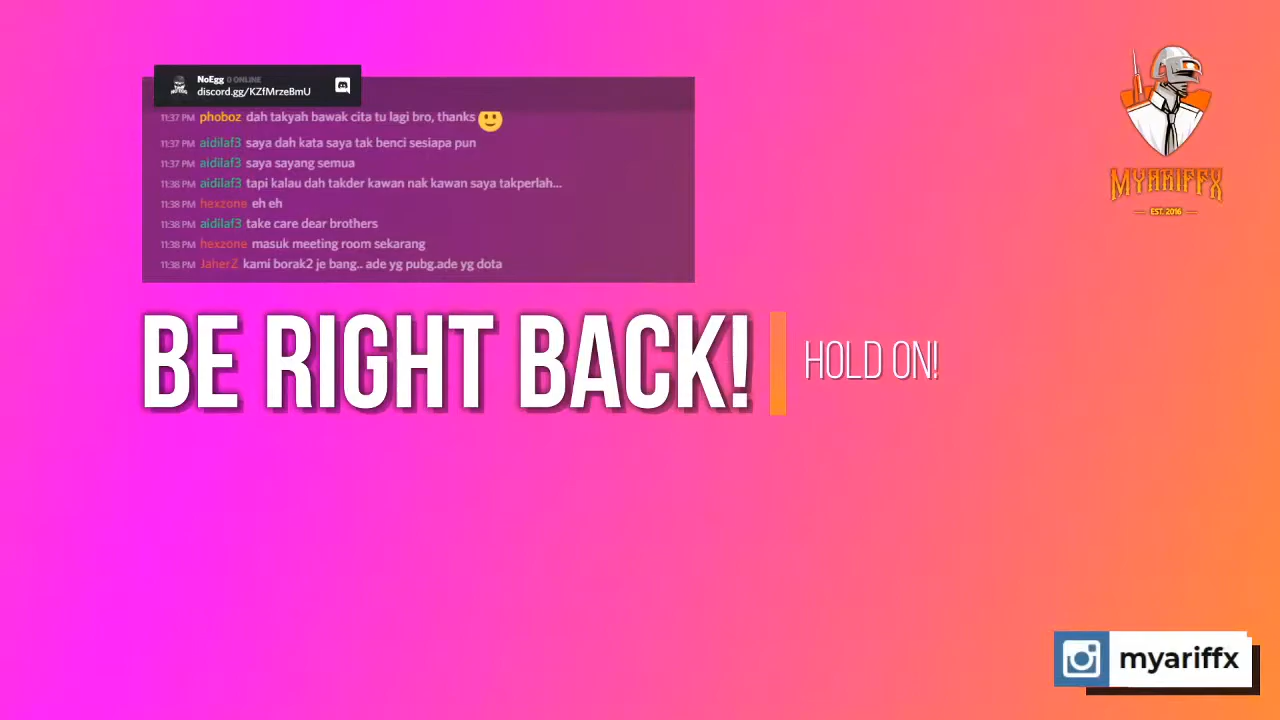 NoEgg 0 ONLINE
discord.gg/KZfMrzeBmU
11:37 PM phoboz dah takyah bawak cita tu lagi bro, thanks
11:37 PM aidilaf3 saya dah kata saya tak benci sesiapa pun
11:37 PM aidilaf3 saya sayang semua
11:38 PM aidilaf3 tapi kalau dah takder kawan nak kawan saya takperlah...
11:38 PM hexzone eh eh
11:38 PM aidilaf3 take care dear brothers
11:38 PM hexzone masuk meeting room sekarang
11:38 PM JaherZ kami borak2 je bang.. ade yg pubg.ade yg dota
MYARIFFX
EST. 2016
BE RIGHT BACK!
HOLD ON!
myariffx